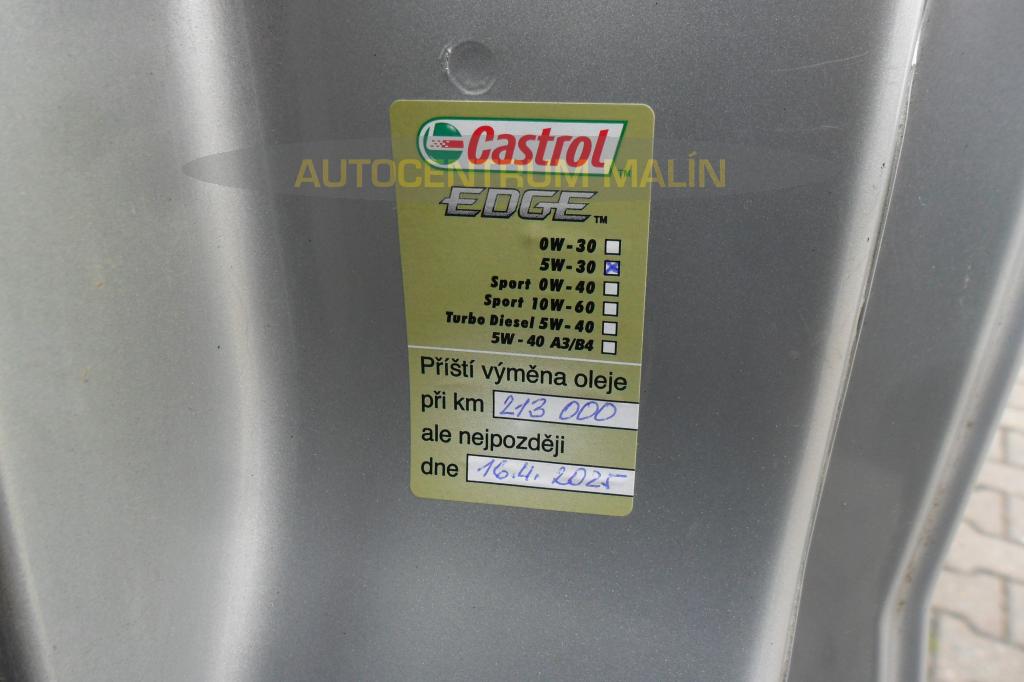 Castrol
AUTOCENTRUM MALÍN
EDGE™
0W-30
5W-30
Sport 0W-40
Sport 10W-60
Turbo Diesel 5W-40
5W-40 A3/B4
Příští výměna oleje
při km 213 000
ale nejpozději
dne 16.4. 2025